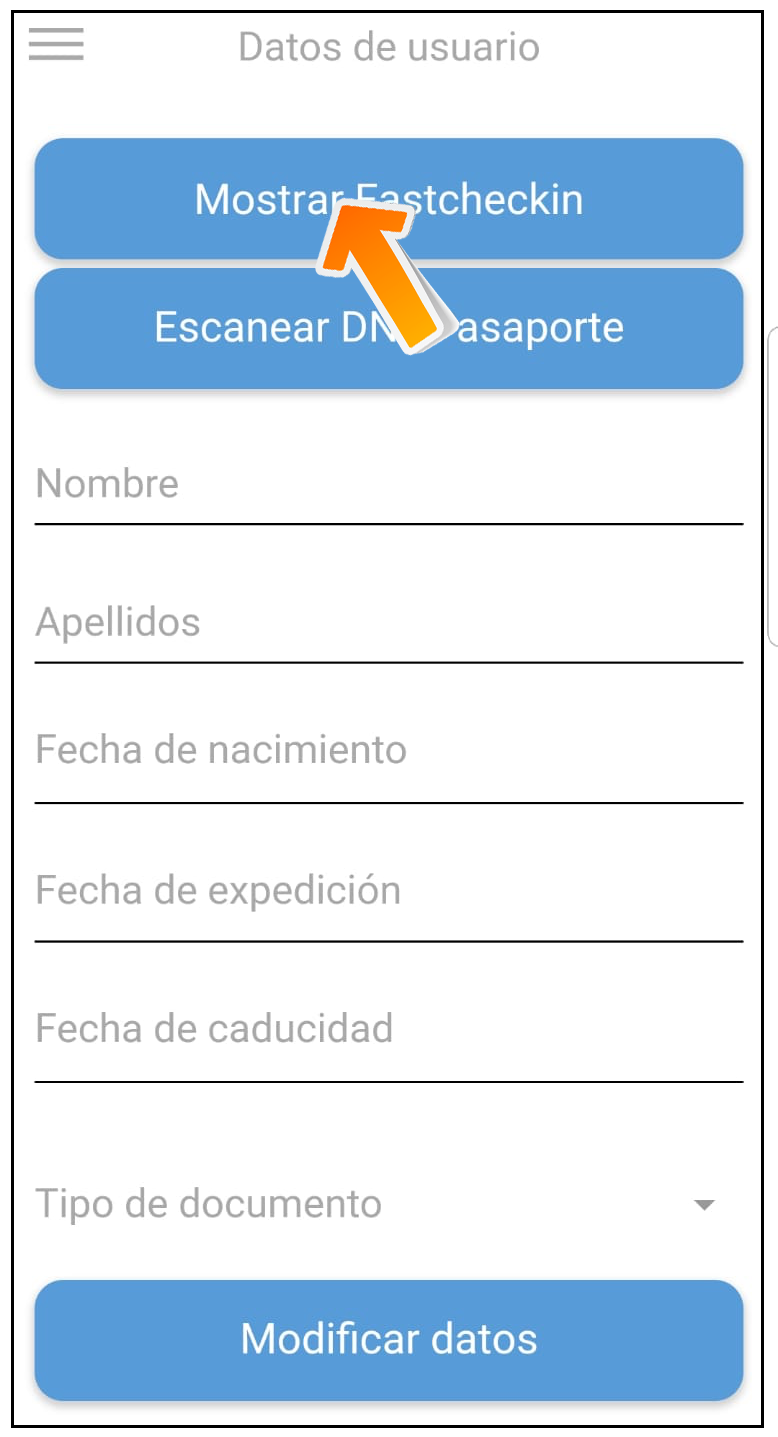 Datos de usuario
Mostrar Fastcheckin
Escanear DN asaporte
Nombre
Apellidos
Fecha de nacimiento
Fecha de expedición
Fecha de caducidad
Tipo de documento
Modificar datos